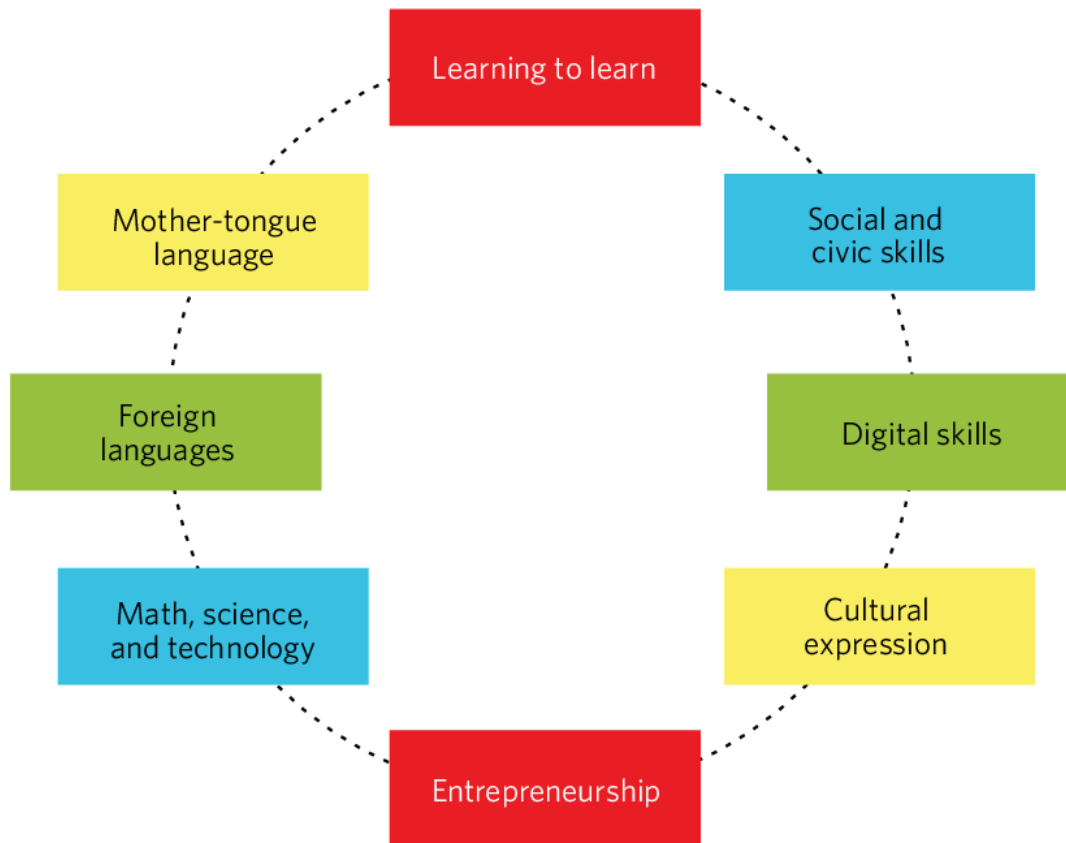 Learning to learn
Mother-tongue
language
Social and
civic skills
Foreign
languages
Digital skills
Math, science,
and technology
Cultural
expression
Entrepreneurship